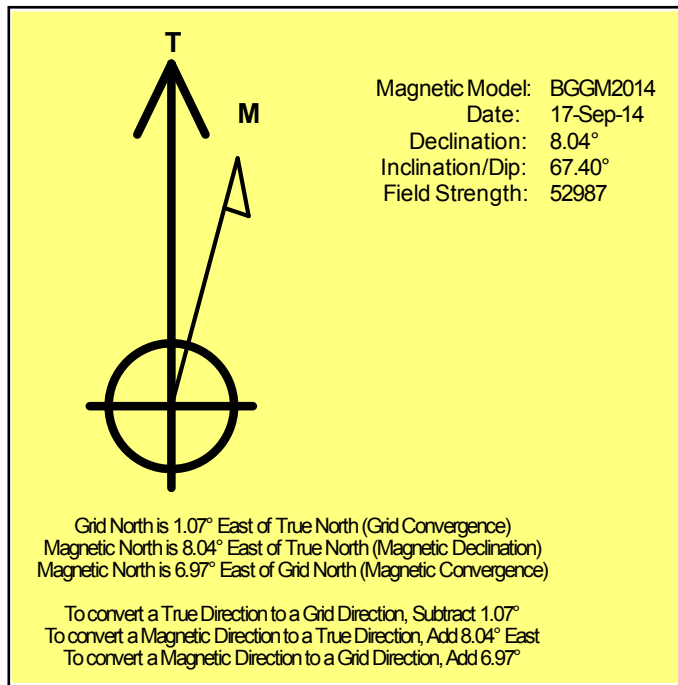 T
M
Magnetic Model: BGGM2014
Date: 17-Sep-14
Declination: 8.04°
Inclination/Dip: 67.40°
Field Strength: 52987
Grid North is 1.07° East of True North (Grid Convergence)
Magnetic North is 8.04° East of True North (Magnetic Declination)
Magnetic North is 6.97° East of Grid North (Magnetic Convergence)
To convert a True Direction to a Grid Direction, Subtract 1.07°
To convert a Magnetic Direction to a True Direction, Add 8.04° East
To convert a Magnetic Direction to a Grid Direction, Add 6.97°